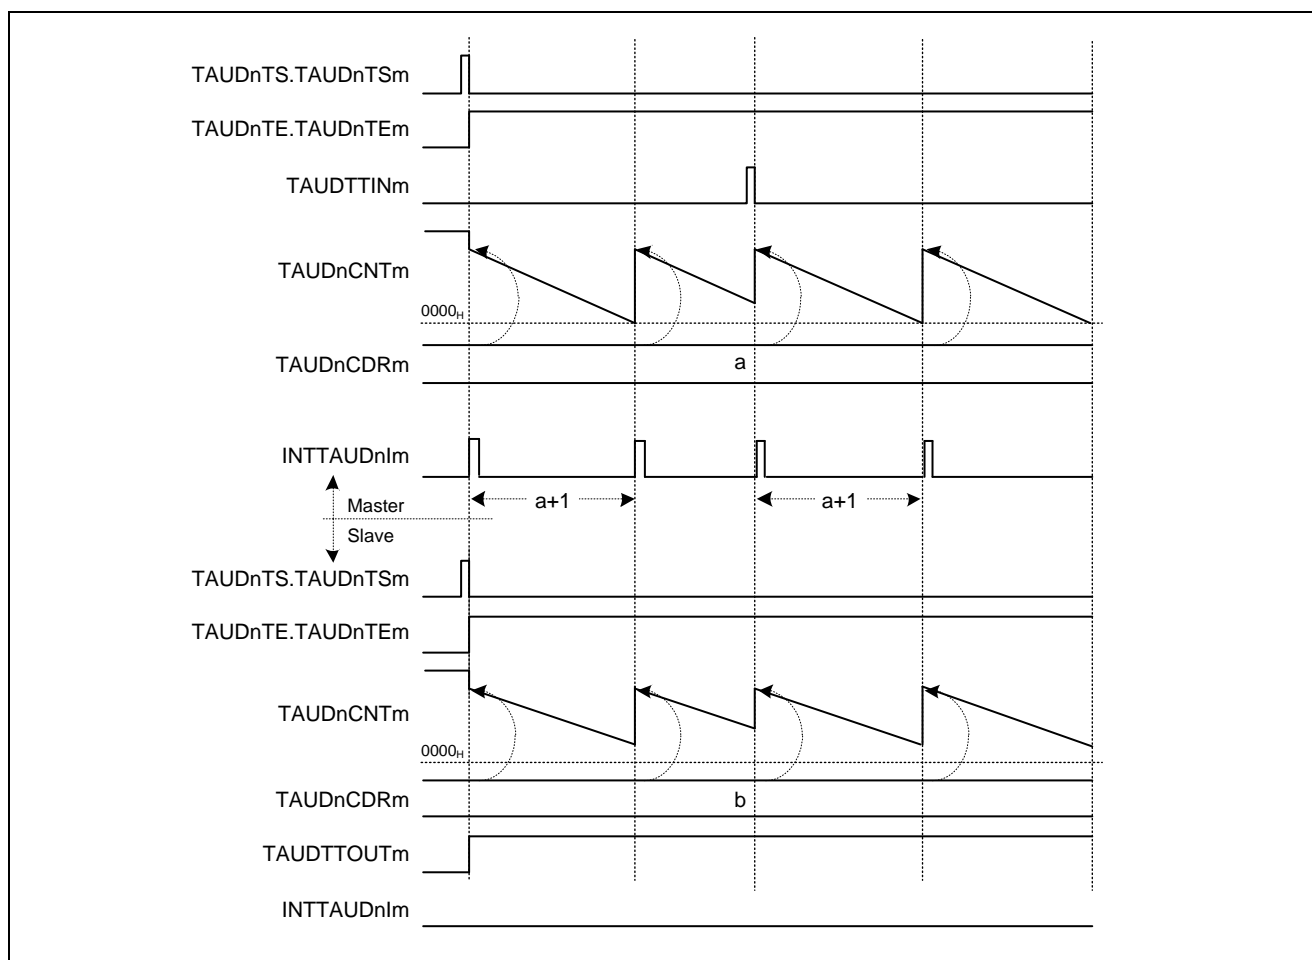 TAUDnTS.TAUDnTSm
TAUDnTE.TAUDnTEm
TAUDTTINm
TAUDnCNTm
0000H
TAUDnCDRm
a
INTTAUDnIm
a+1
a+1
Master
Slave
TAUDnTS.TAUDnTSm
TAUDnTE.TAUDnTEm
TAUDnCNTm
0000H
TAUDnCDRm
b
TAUDTTOUTm
INTTAUDnIm